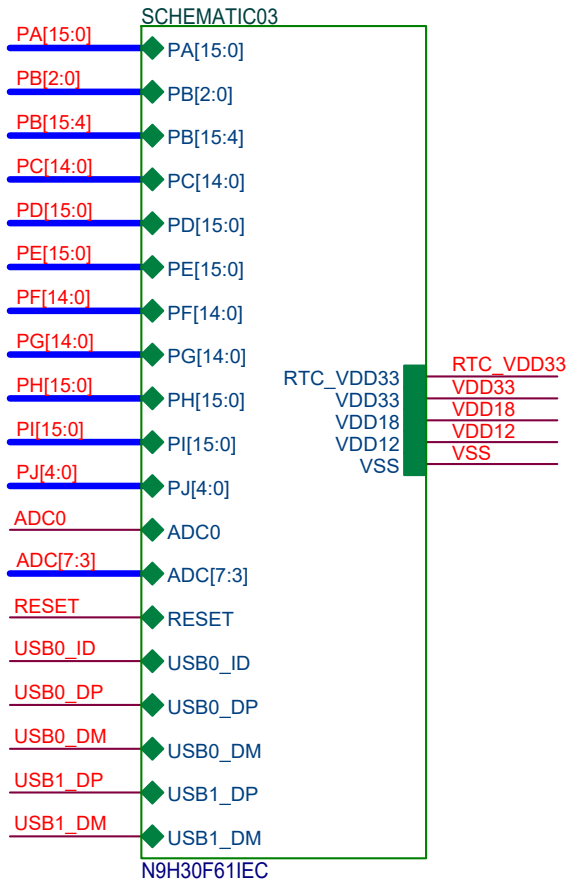 SCHEMATIC03
PA[15:0] PA[15:0]
PB[2:0] PB[2:0]
PB[15:4] PB[15:4]
PC[14:0] PC[14:0]
PD[15:0] PD[15:0]
PE[15:0] PE[15:0]
PF[14:0] PF[14:0]
PG[14:0] PG[14:0]
PH[15:0] PH[15:0]
PI[15:0] PI[15:0]
PJ[4:0] PJ[4:0]
ADC0 ADC0
ADC[7:3] ADC[7:3]
RESET RESET
USB0_ID USB0_ID
USB0_DP USB0_DP
USB0_DM USB0_DM
USB1_DP USB1_DP
USB1_DM USB1_DM
RTC_VDD33 RTC_VDD33
VDD33 VDD33
VDD18 VDD18
VDD12 VDD12
VSS VSS
N9H30F61IEC